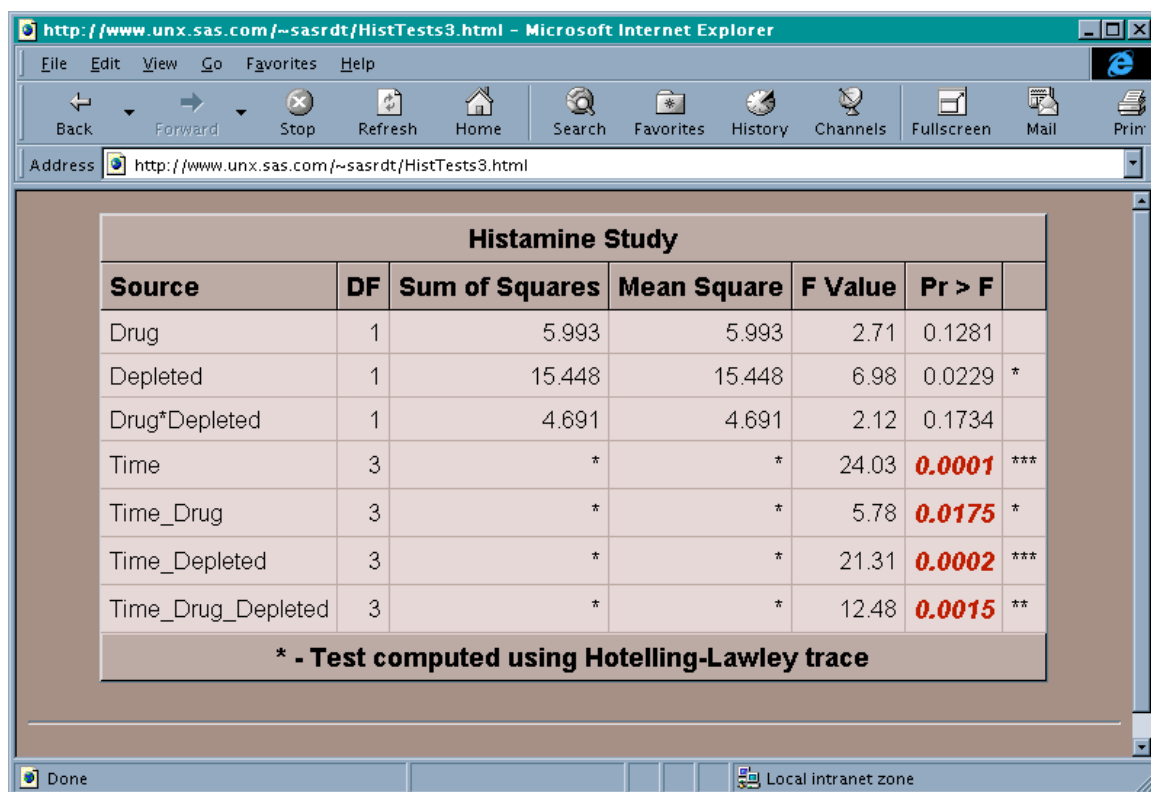 http://www.unx.sas.com/~sasrdt/HistTests3.html - Microsoft Internet Explorer
File Edit View Go Favorites Help
Back Forward Stop Refresh Home Search Favorites History Channels Fullscreen Mail Print
Address http://www.unx.sas.com/~sasrdt/HistTests3.html
Histamine Study
Source DF Sum of Squares Mean Square F Value Pr > F
Drug 1 5.993 5.993 2.71 0.1281
Depleted 1 15.448 15.448 6.98 0.0229 *
Drug*Depleted 1 4.691 4.691 2.12 0.1734
Time 3 * * 24.03 0.0001 ***
Time_Drug 3 * * 5.78 0.0175 *
Time_Depleted 3 * * 21.31 0.0002 ***
Time_Drug_Depleted 3 * * 12.48 0.0015 **
* - Test computed using Hotelling-Lawley trace
Done Local intranet zone